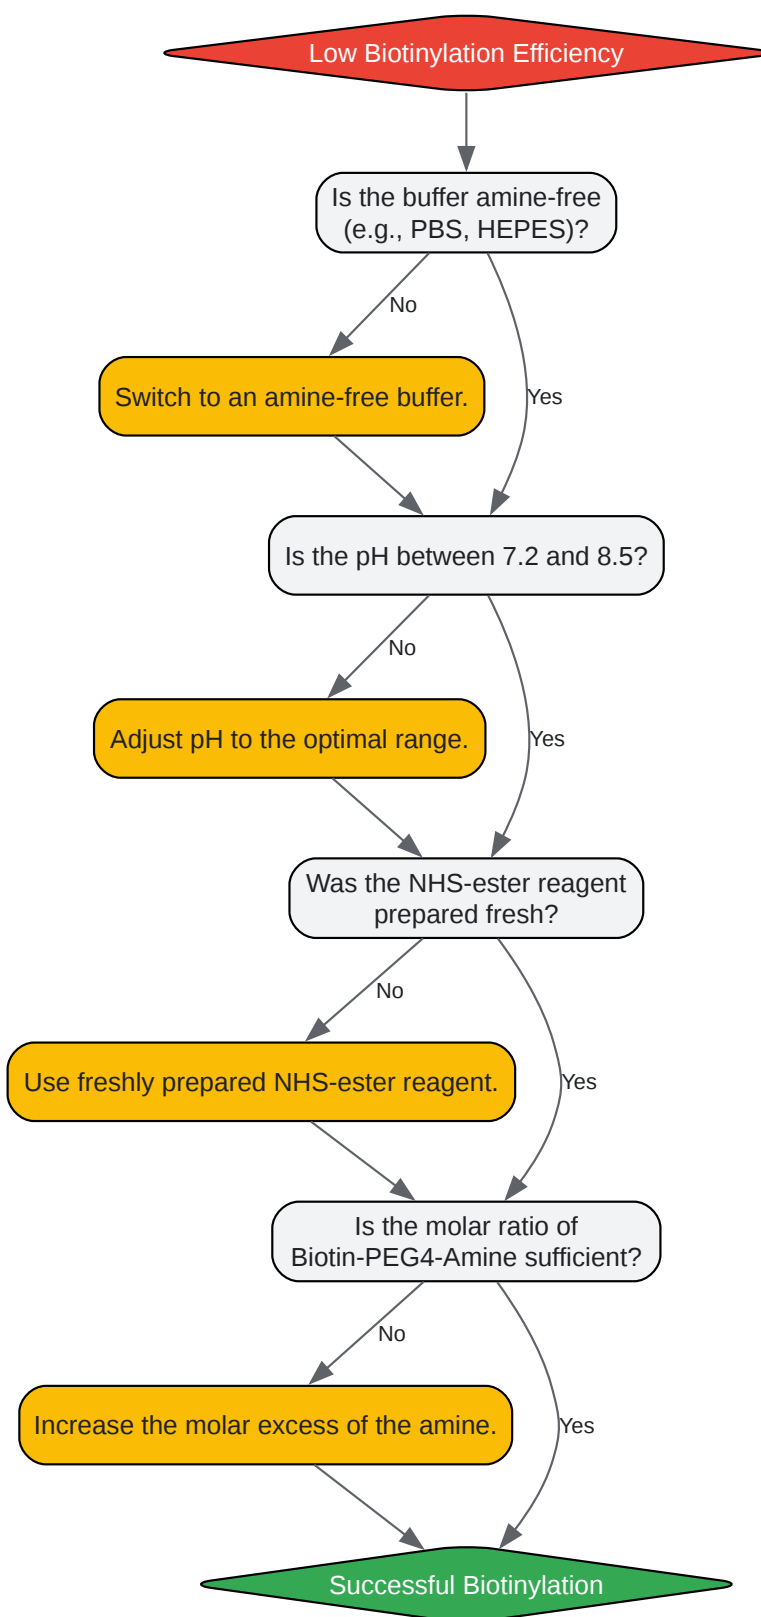 Low Biotinylation Efficiency
Is the buffer amine-free
(e.g., PBS, HEPES)?
No
Switch to an amine-free buffer.
Yes
Is the pH between 7.2 and 8.5?
No
Adjust pH to the optimal range.
Yes
Was the NHS-ester reagent
prepared fresh?
No
Use freshly prepared NHS-ester reagent.
Yes
Is the molar ratio of
Biotin-PEG4-Amine sufficient?
No
Increase the molar excess of the amine.
Yes
Successful Biotinylation